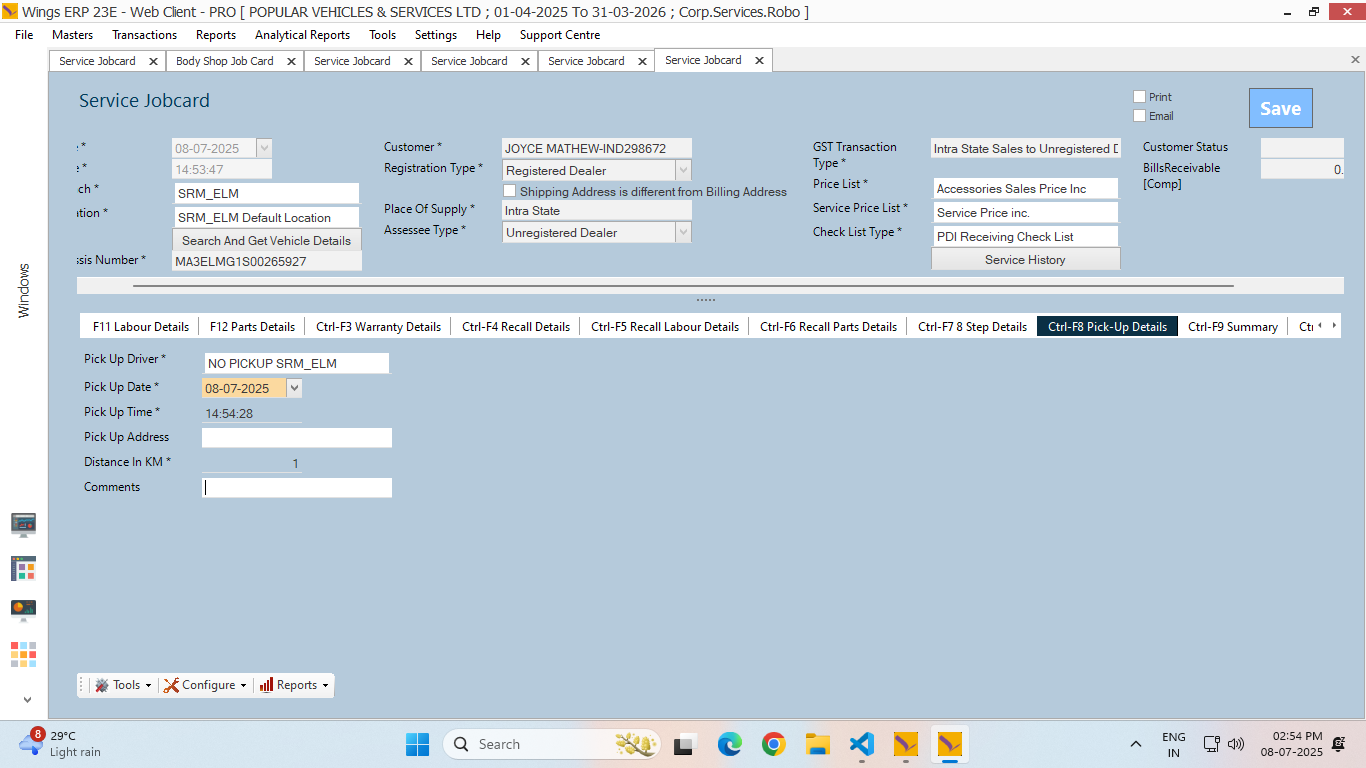 Wings ERP 23E - Web Client - PRO [ POPULAR VEHICLES & SERVICES LTD ; 01-04-2025 To 31-03-2026 ; Corp.Services.Robo ]
File Masters Transactions Reports Analytical Reports Tools Settings Help Support Centre
Service Jobcard Body Shop Job Card Service Jobcard Service Jobcard Service Jobcard Service Jobcard
Service Jobcard
Print
Email
Save
* 08-07-2025
* 14:53:47
ch * SRM_ELM
ation * SRM_ELM Default Location
Search And Get Vehicle Details
ssis Number * MA3ELMG1S00265927
Customer * JOYCE MATHEW-IND298672
Registration Type * Registered Dealer
Shipping Address is different from Billing Address
Place Of Supply * Intra State
Assessee Type * Unregistered Dealer
GST Transaction Type * Intra State Sales to Unregistered D
Price List * Accessories Sales Price Inc
Service Price List * Service Price inc.
Check List Type * PDI Receiving Check List
Service History
Customer Status
BillsReceivable [Comp] 0.
Windows
F11 Labour Details F12 Parts Details Ctrl-F3 Warranty Details Ctrl-F4 Recall Details Ctrl-F5 Recall Labour Details Ctrl-F6 Recall Parts Details Ctrl-F7 8 Step Details Ctrl-F8 Pick-Up Details Ctrl-F9 Summary Ctr
Pick Up Driver * NO PICKUP SRM_ELM
Pick Up Date * 08-07-2025
Pick Up Time * 14:54:28
Pick Up Address
Distance In KM * 1
Comments
Tools Configure Reports
8 29°C
Light rain
Search
ENG
IN
02:54 PM
08-07-2025